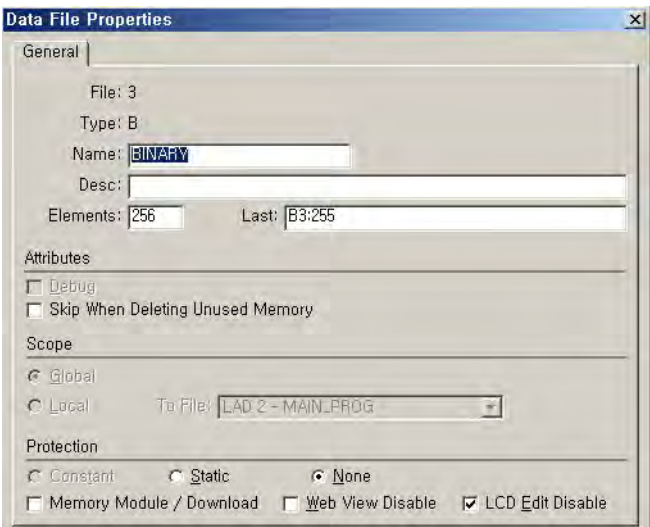 Data File Properties
General
File: 3
Type: B
Name: BINARY
Desc:
Elements: 256 Last: B3:255
Attributes
Debug
Skip When Deleting Unused Memory
Scope
Global
Local To File: LAD 2 - MAIN_PROG
Protection
Constant Static None
Memory Module / Download Web View Disable LCD Edit Disable